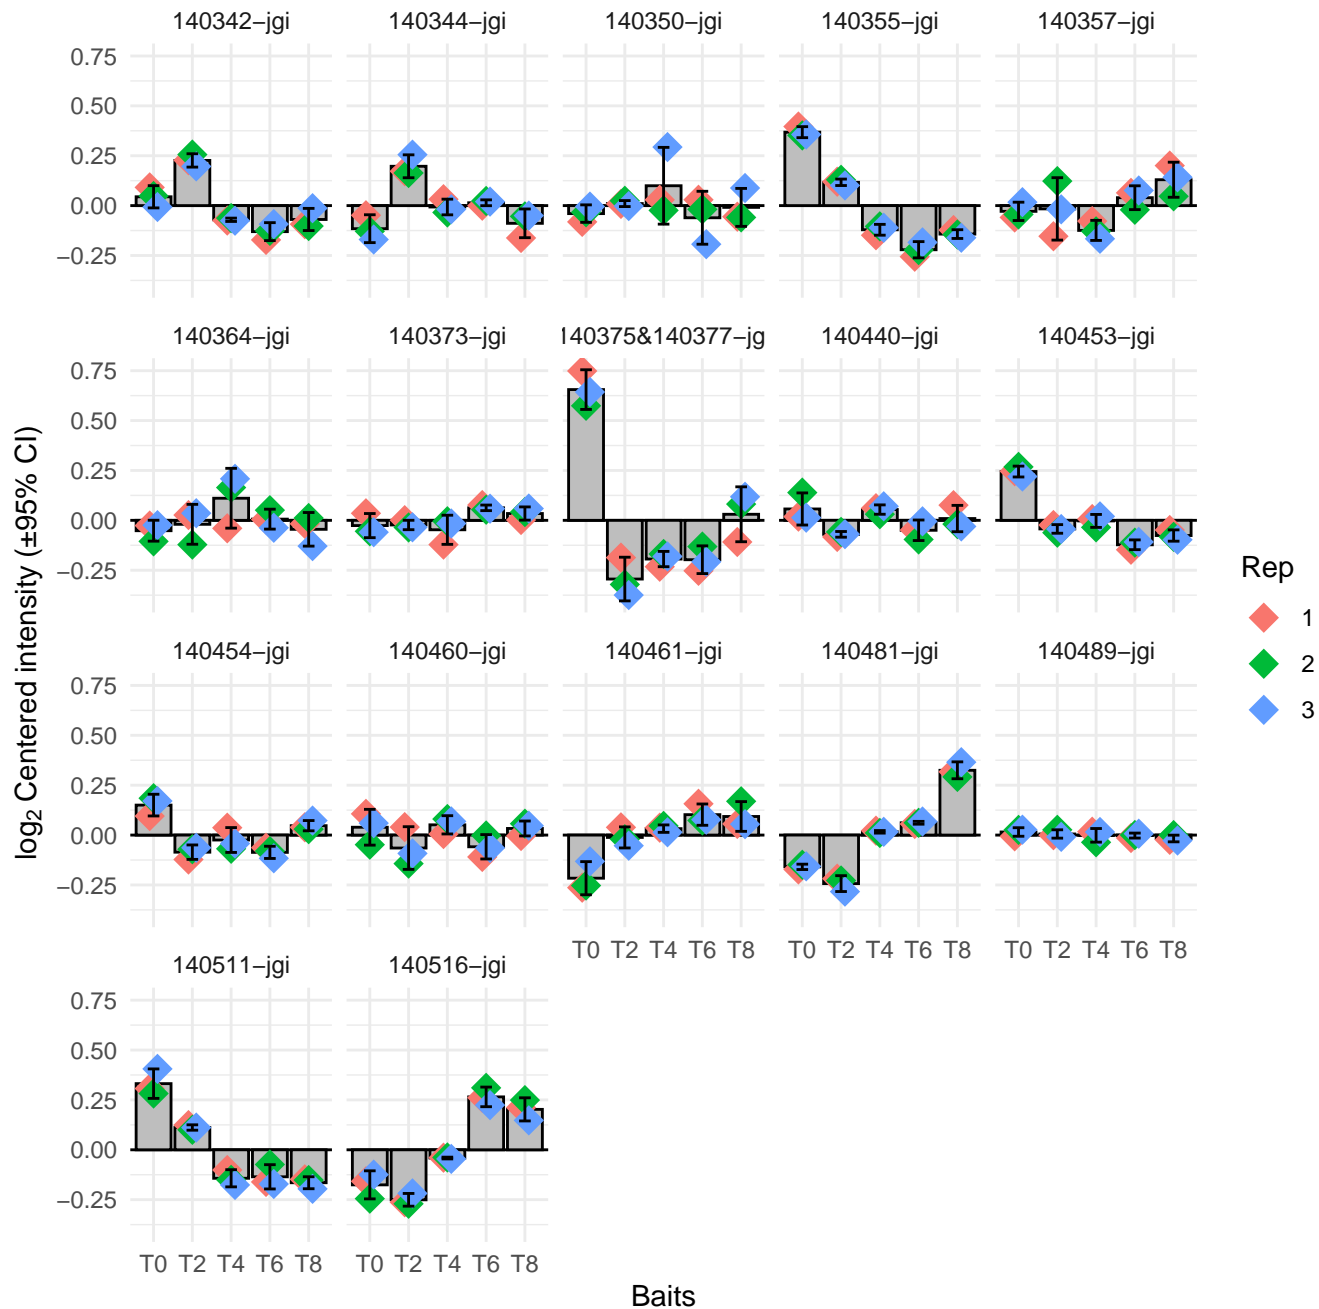 140342−jgi 140344−jgi 140350−jgi 140355−jgi 140357−jgi
0.75
0.50
0.25
0.00
−0.25
140364−jgi 140373−jgi 140375&140377−jg 140440−jgi 140453−jgi
0.75
0.50
0.25
0.00
−0.25
140454−jgi 140460−jgi 140461−jgi 140481−jgi 140489−jgi
0.75
0.50
0.25
0.00
−0.25
T0 T2 T4 T6 T8 T0 T2 T4 T6 T8 T0 T2 T4 T6 T8
140511−jgi 140516−jgi
0.75
0.50
0.25
0.00
−0.25
T0 T2 T4 T6 T8 T0 T2 T4 T6 T8
Baits
log2 Centered intensity (±95% CI)
Rep
1
2
3